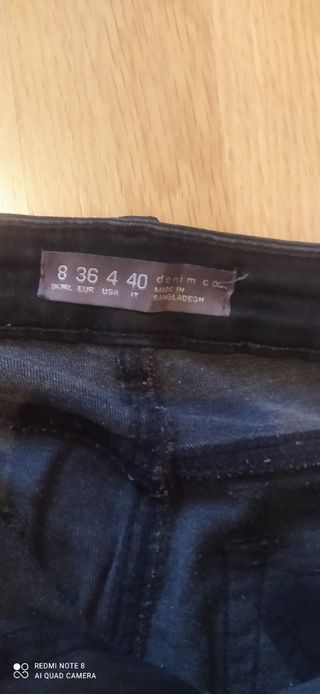 8 36 4 40 denim co.
UK/IRL EUR USA IT MADE IN
BANGLADESH
REDMI NOTE 8
AI QUAD CAMERA